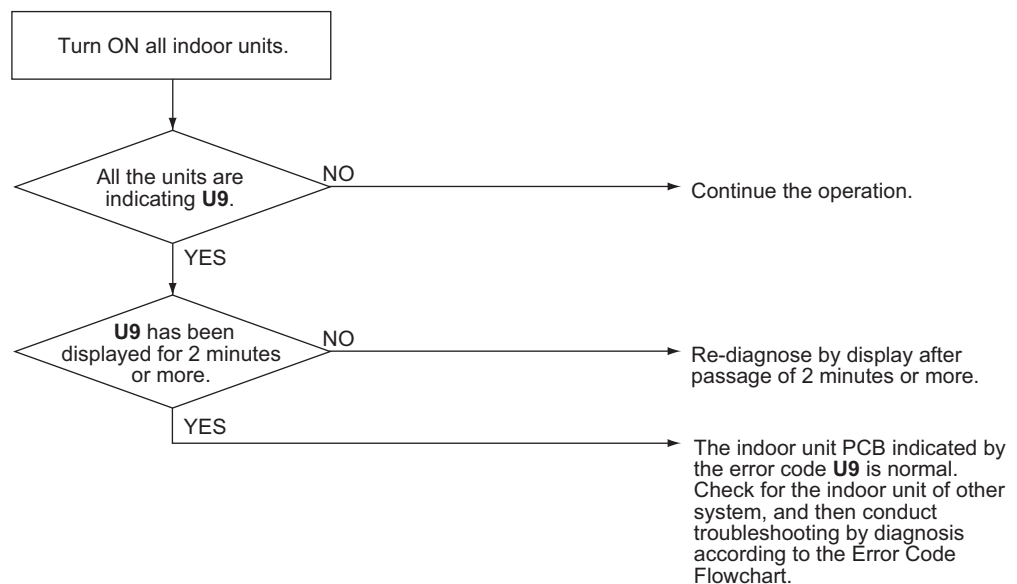 Turn ON all indoor units.
All the units are
indicating U9.
NO
Continue the operation.
YES
U9 has been
displayed for 2 minutes
or more.
NO
Re-diagnose by display after
passage of 2 minutes or more.
YES
The indoor unit PCB indicated by
the error code U9 is normal.
Check for the indoor unit of other
system, and then conduct
troubleshooting by diagnosis
according to the Error Code
Flowchart.